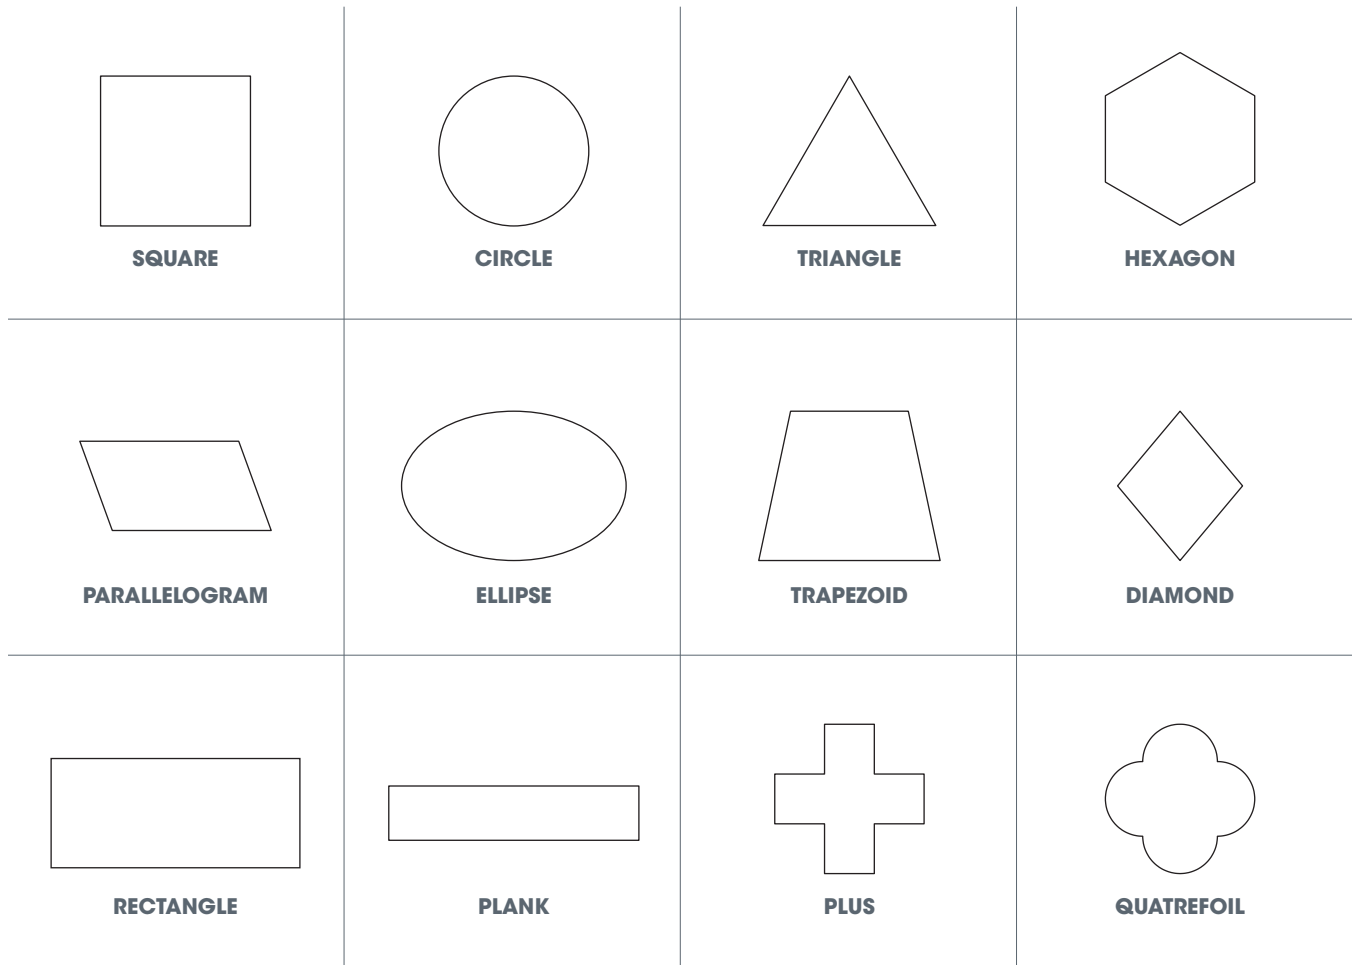 SQUARE
CIRCLE
TRIANGLE
HEXAGON
PARALLELOGRAM
ELLIPSE
TRAPEZOID
DIAMOND
RECTANGLE
PLANK
PLUS
QUATREFOIL